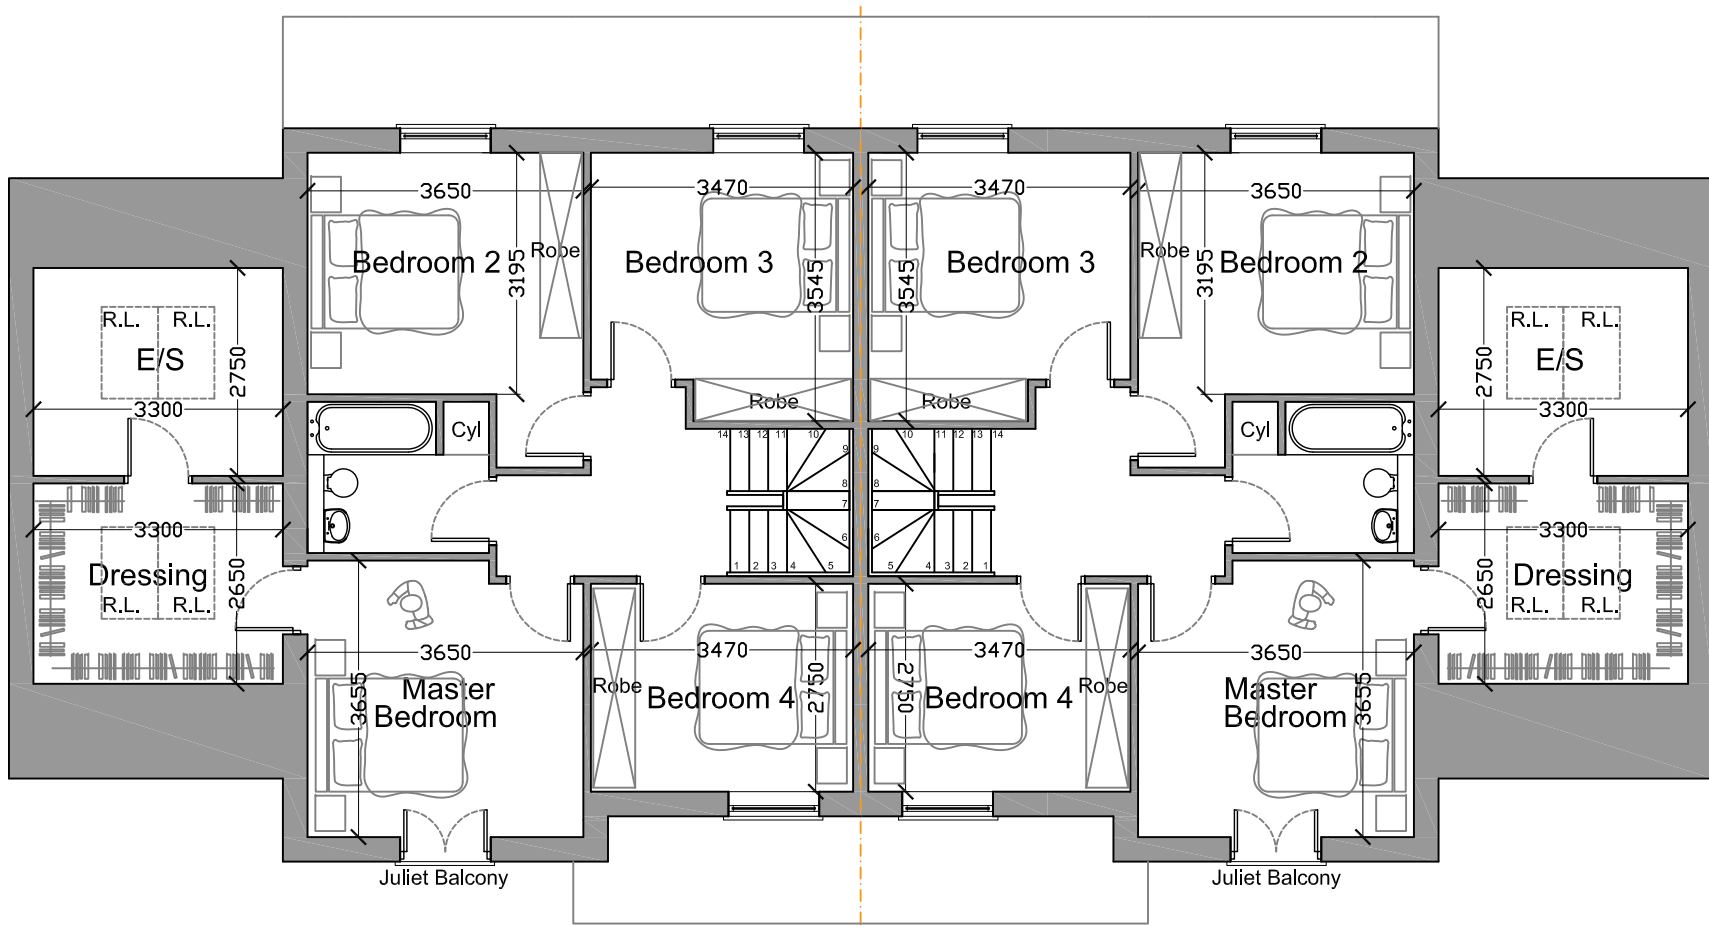 3650
3470
3470
3650
Robe
Robe
Bedroom 2
Bedroom 3
Bedroom 3
Bedroom 2
3195
3545
3545
3195
R.L.
R.L.
R.L.
R.L.
E/S
E/S
2750
2750
3300
3300
Robe
Robe
Cyl
Cyl
14 13 12 11 10
10 11 12 13 14
9
9
8
8
7
7
6
6
1 2 3 4 5
5 4 3 2 1
3300
3300
Dressing
Dressing
2650
2650
R.L.
R.L.
R.L.
R.L.
3650
3470
3470
3650
Robe
Robe
Master
Bedroom
Bedroom 4
Bedroom 4
Master
Bedroom
3655
2750
2750
3655
Juliet Balcony
Juliet Balcony